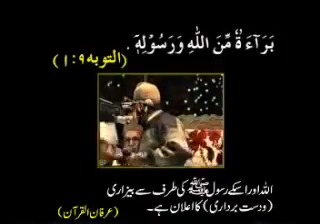 بَرَآءَةٌ مِّنَ اللّٰهِ وَرَسُوْلِهٖۤ.
(التوبه ۹:۱)
اللہ اور اسکے رسول ﷺ کی طرف سے بیزاری
(و دست برداری) کا اعلان ہے۔
(عرفان القرآن)